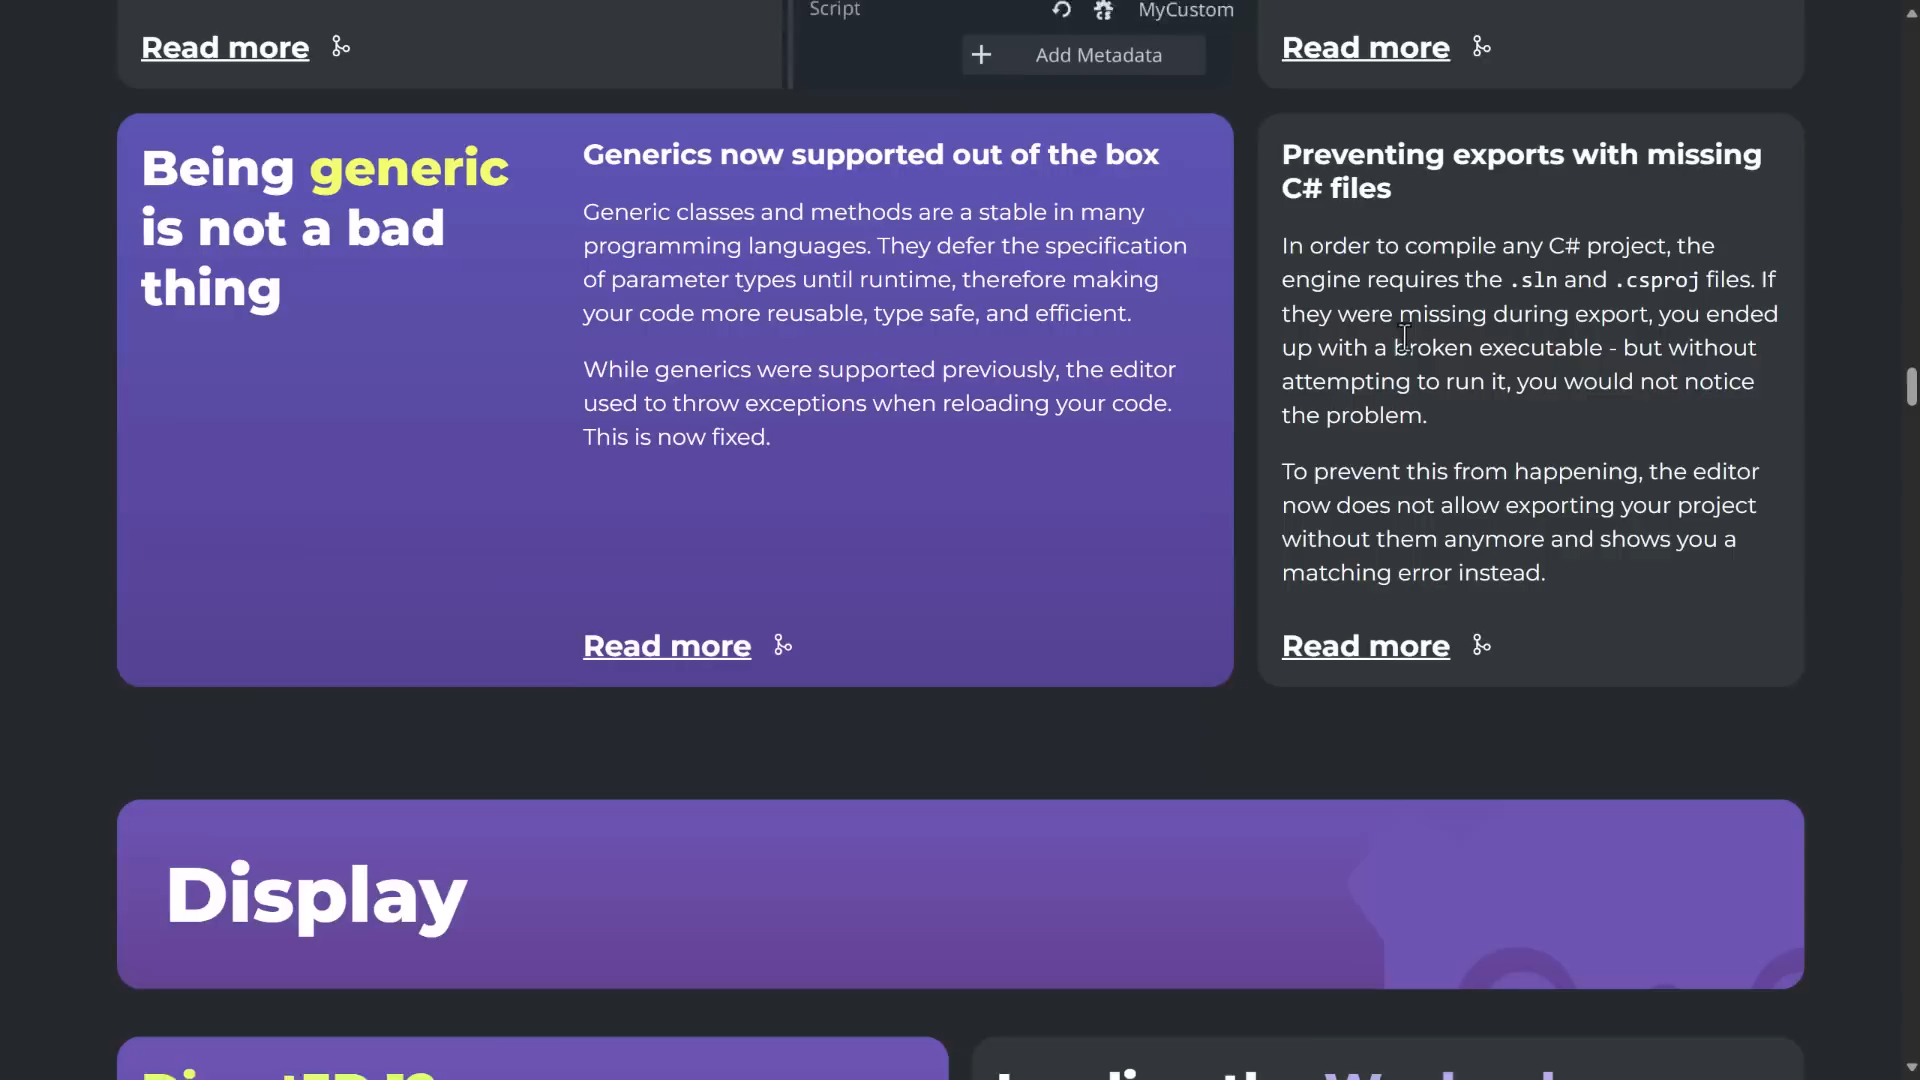 Script
MyCustom
Add Metadata
Read more
Read more
Being generic
is not a bad
thing
Generics now supported out of the box
Generic classes and methods are a stable in many
programming languages. They defer the specification
of parameter types until runtime, therefore making
your code more reusable, type safe, and efficient.
While generics were supported previously, the editor
used to throw exceptions when reloading your code.
This is now fixed.
Read more
Preventing exports with missing
C# files
In order to compile any C# project, the
engine requires the .sln and .csproj files. If
they were missing during export, you ended
up with a broken executable - but without
attempting to run it, you would not notice
the problem.
To prevent this from happening, the editor
now does not allow exporting your project
without them anymore and shows you a
matching error instead.
Read more
Display